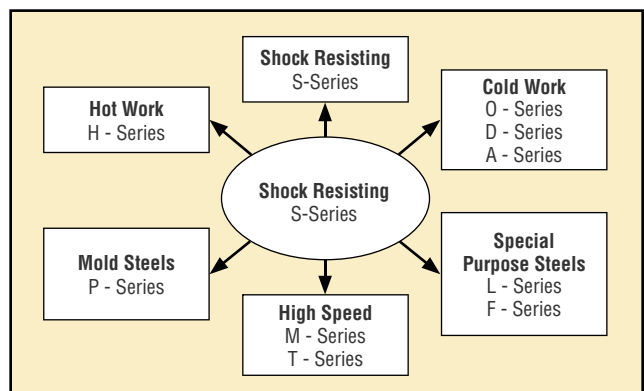 Shock Resisting
S-Series
Hot Work
H - Series
Cold Work
O - Series
D - Series
A - Series
Shock Resisting
S-Series
Mold Steels
P - Series
High Speed
M - Series
T - Series
Special
Purpose Steels
L - Series
F - Series